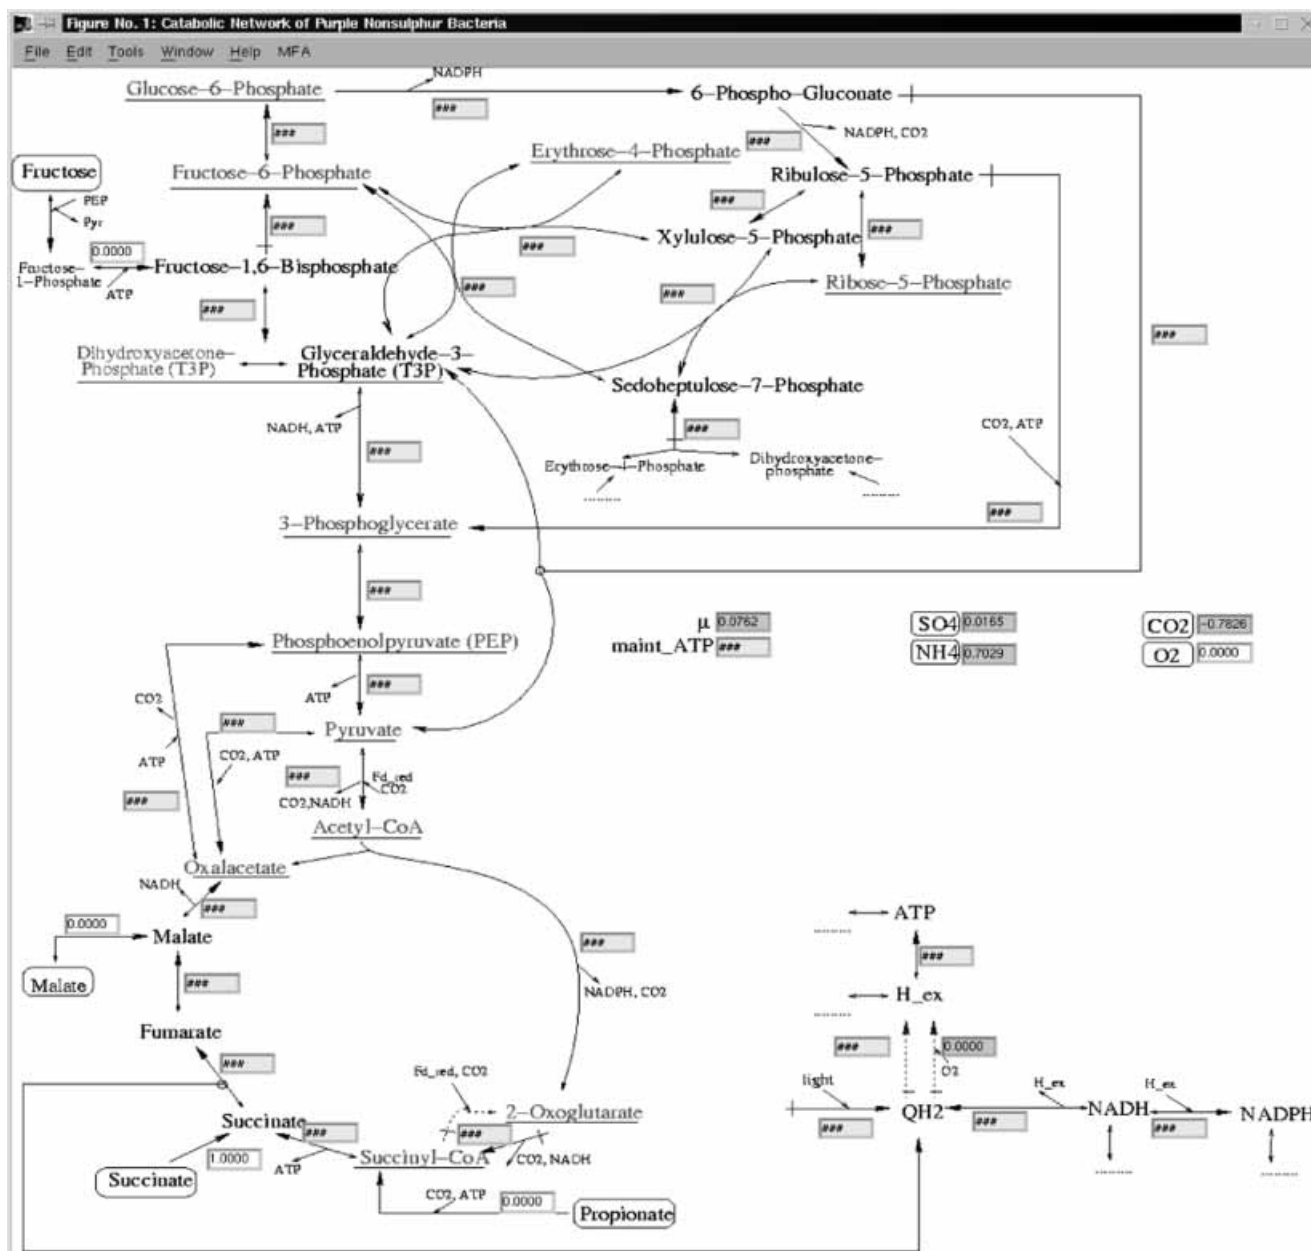 Figure No. 1: Catabolic Network of Purple Nonsulphur Bacteria
File Edit Tools Window Help MFA
NADPH
Glucose-6-Phosphate
###
6-Phospho-Gluconate
###
NADPH, CO2
###
Erythrose-4-Phosphate
Fructose
Fructose-6-Phosphate
Ribulose-5-Phosphate
PEP
Pyr
###
###
###
Xylulose-5-Phosphate
###
0.0000
Fructose-1-Phosphate
Fructose-1,6-Bisphosphate
ATP
###
###
Ribose-5-Phosphate
###
###
Dihydroxyacetone-
Phosphate (T3P)
Glyceraldehyde-3-
Phosphate (T3P)
Sedoheptulose-7-Phosphate
NADH, ATP
###
CO2, ATP
###
Erythrose-4-Phosphate
Dihydroxyacetone-
phosphate
---------
---------
3-Phosphoglycerate
###
###
μ 0.0762
SO4 0.0165
CO2 -0.7826
maint_ATP ###
NH4 0.7029
O2 0.0000
Phosphoenolpyruvate (PEP)
ATP
###
CO2
###
Pyruvate
ATP
CO2, ATP
###
Fd_red
CO2
CO2,NADH
###
Acetyl-CoA
Oxalacetate
NADH
###
0.0000
Malate
Malate
###
###
NADPH, CO2
--------- ATP
###
--------- H_ex
Fumarate
###
###
0.0000
O2
Fd_red, CO2
light
H_ex
H_ex
2-Oxoglutarate
QH2
NADH
NADPH
Succinate
###
###
###
###
###
Succinyl-CoA
CO2, NADH
1.0000
ATP
---------
---------
Succinate
CO2, ATP
0.0000
Propionate